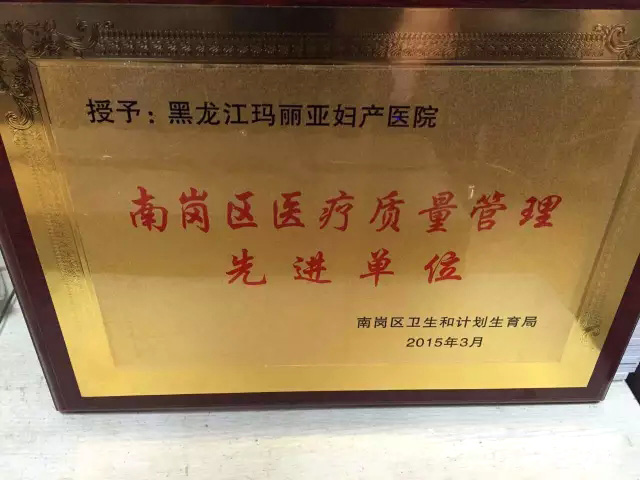 授予：黑龙江玛丽亚妇产医院
南岗区医疗质量管理
先进单位
南岗区卫生和计划生育局
2015年3月